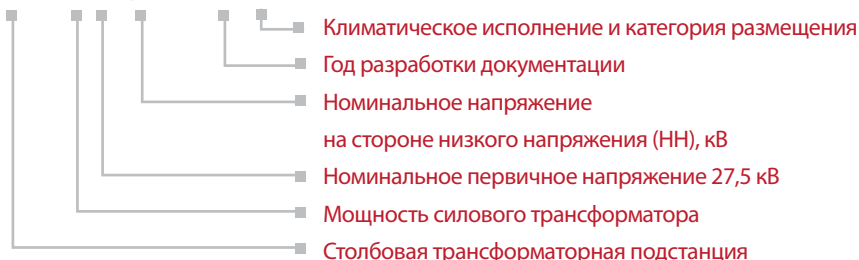 Климатическое исполнение и категория размещения
Год разработки документации
Номинальное напряжение
на стороне низкого напряжения (НН), кВ
Номинальное первичное напряжение 27,5 кВ
Мощность силового трансформатора
Столбовая трансформаторная подстанция